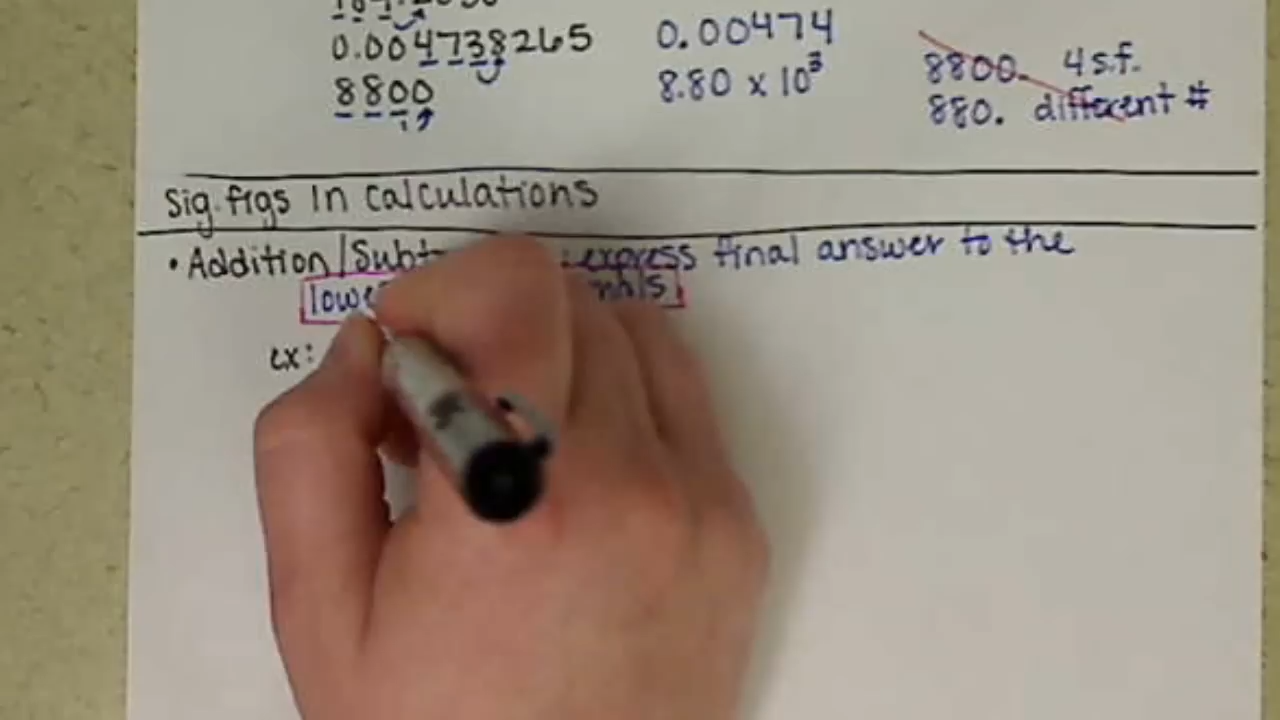 0.004738265 0.00474
8800 8.80 x 10³
8800. 4 s.f.
880. different #
Sig. figs in Calculations
• Addition/ : express final answer to the
ex: